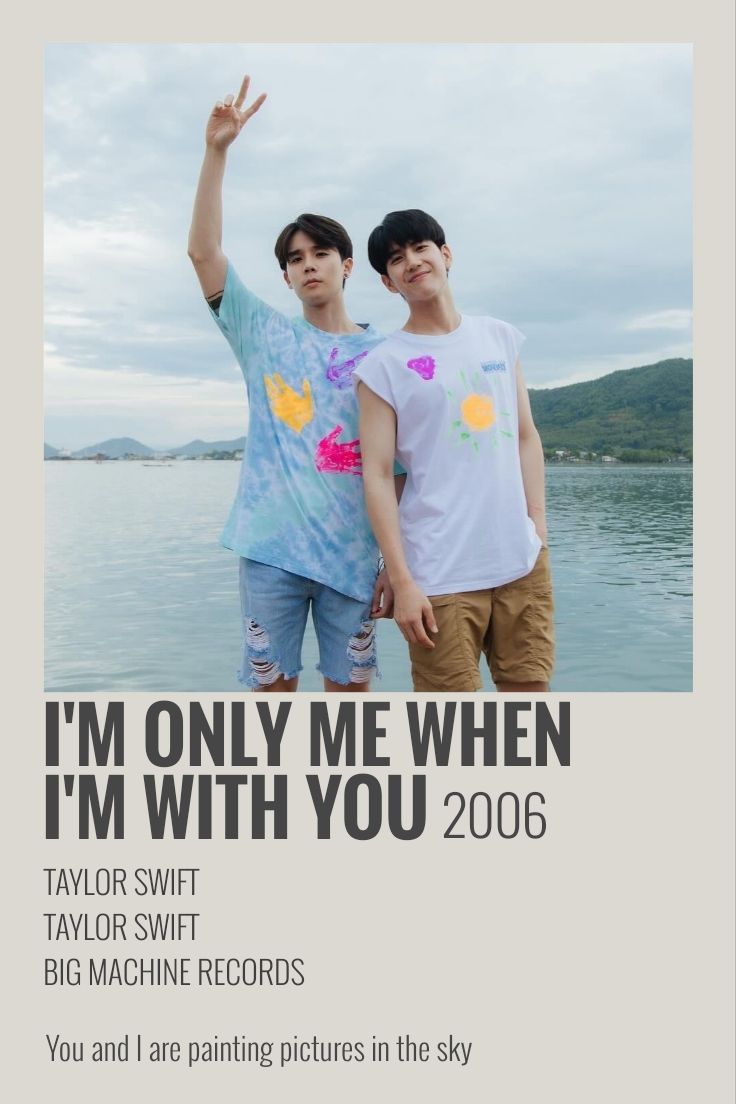 I'M ONLY ME WHEN
I'M WITH YOU 2006
TAYLOR SWIFT
TAYLOR SWIFT
BIG MACHINE RECORDS
You and I are painting pictures in the sky